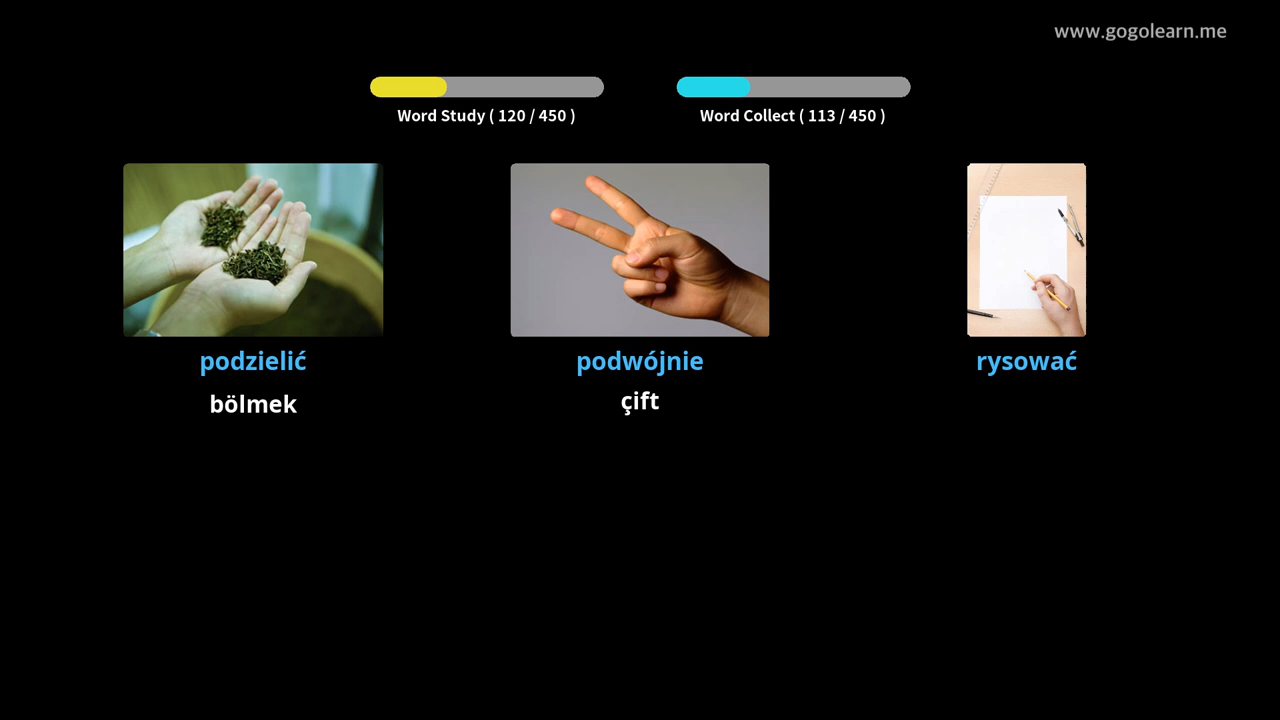 www.gogolearn.me
Word Study ( 120 / 450 )
Word Collect ( 113 / 450 )
podzielić
podwójnie
rysować
bölmek
çift